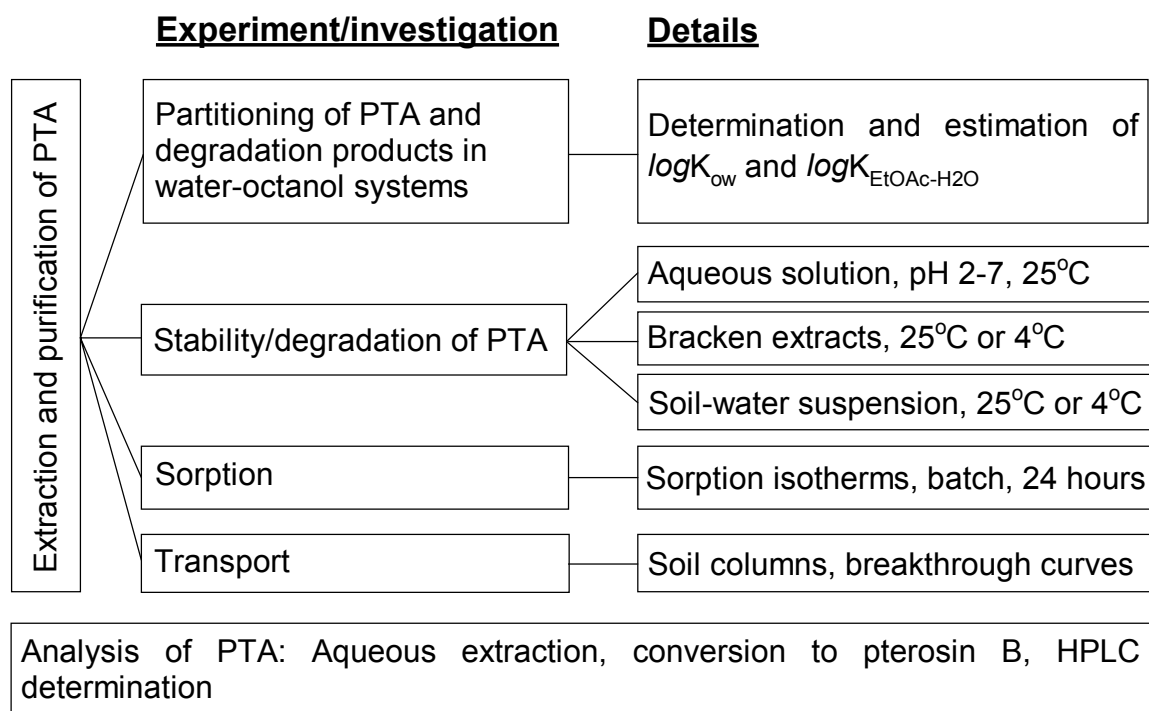 Experiment/investigation
Details
Extraction and purification of PTA
Partitioning of PTA and
degradation products in
water-octanol systems
Determination and estimation of
logKow and logKEtOAc-H2O
Stability/degradation of PTA
Aqueous solution, pH 2-7, 25°C
Bracken extracts, 25°C or 4°C
Soil-water suspension, 25°C or 4°C
Sorption
Sorption isotherms, batch, 24 hours
Transport
Soil columns, breakthrough curves
Analysis of PTA: Aqueous extraction, conversion to pterosin B, HPLC
determination